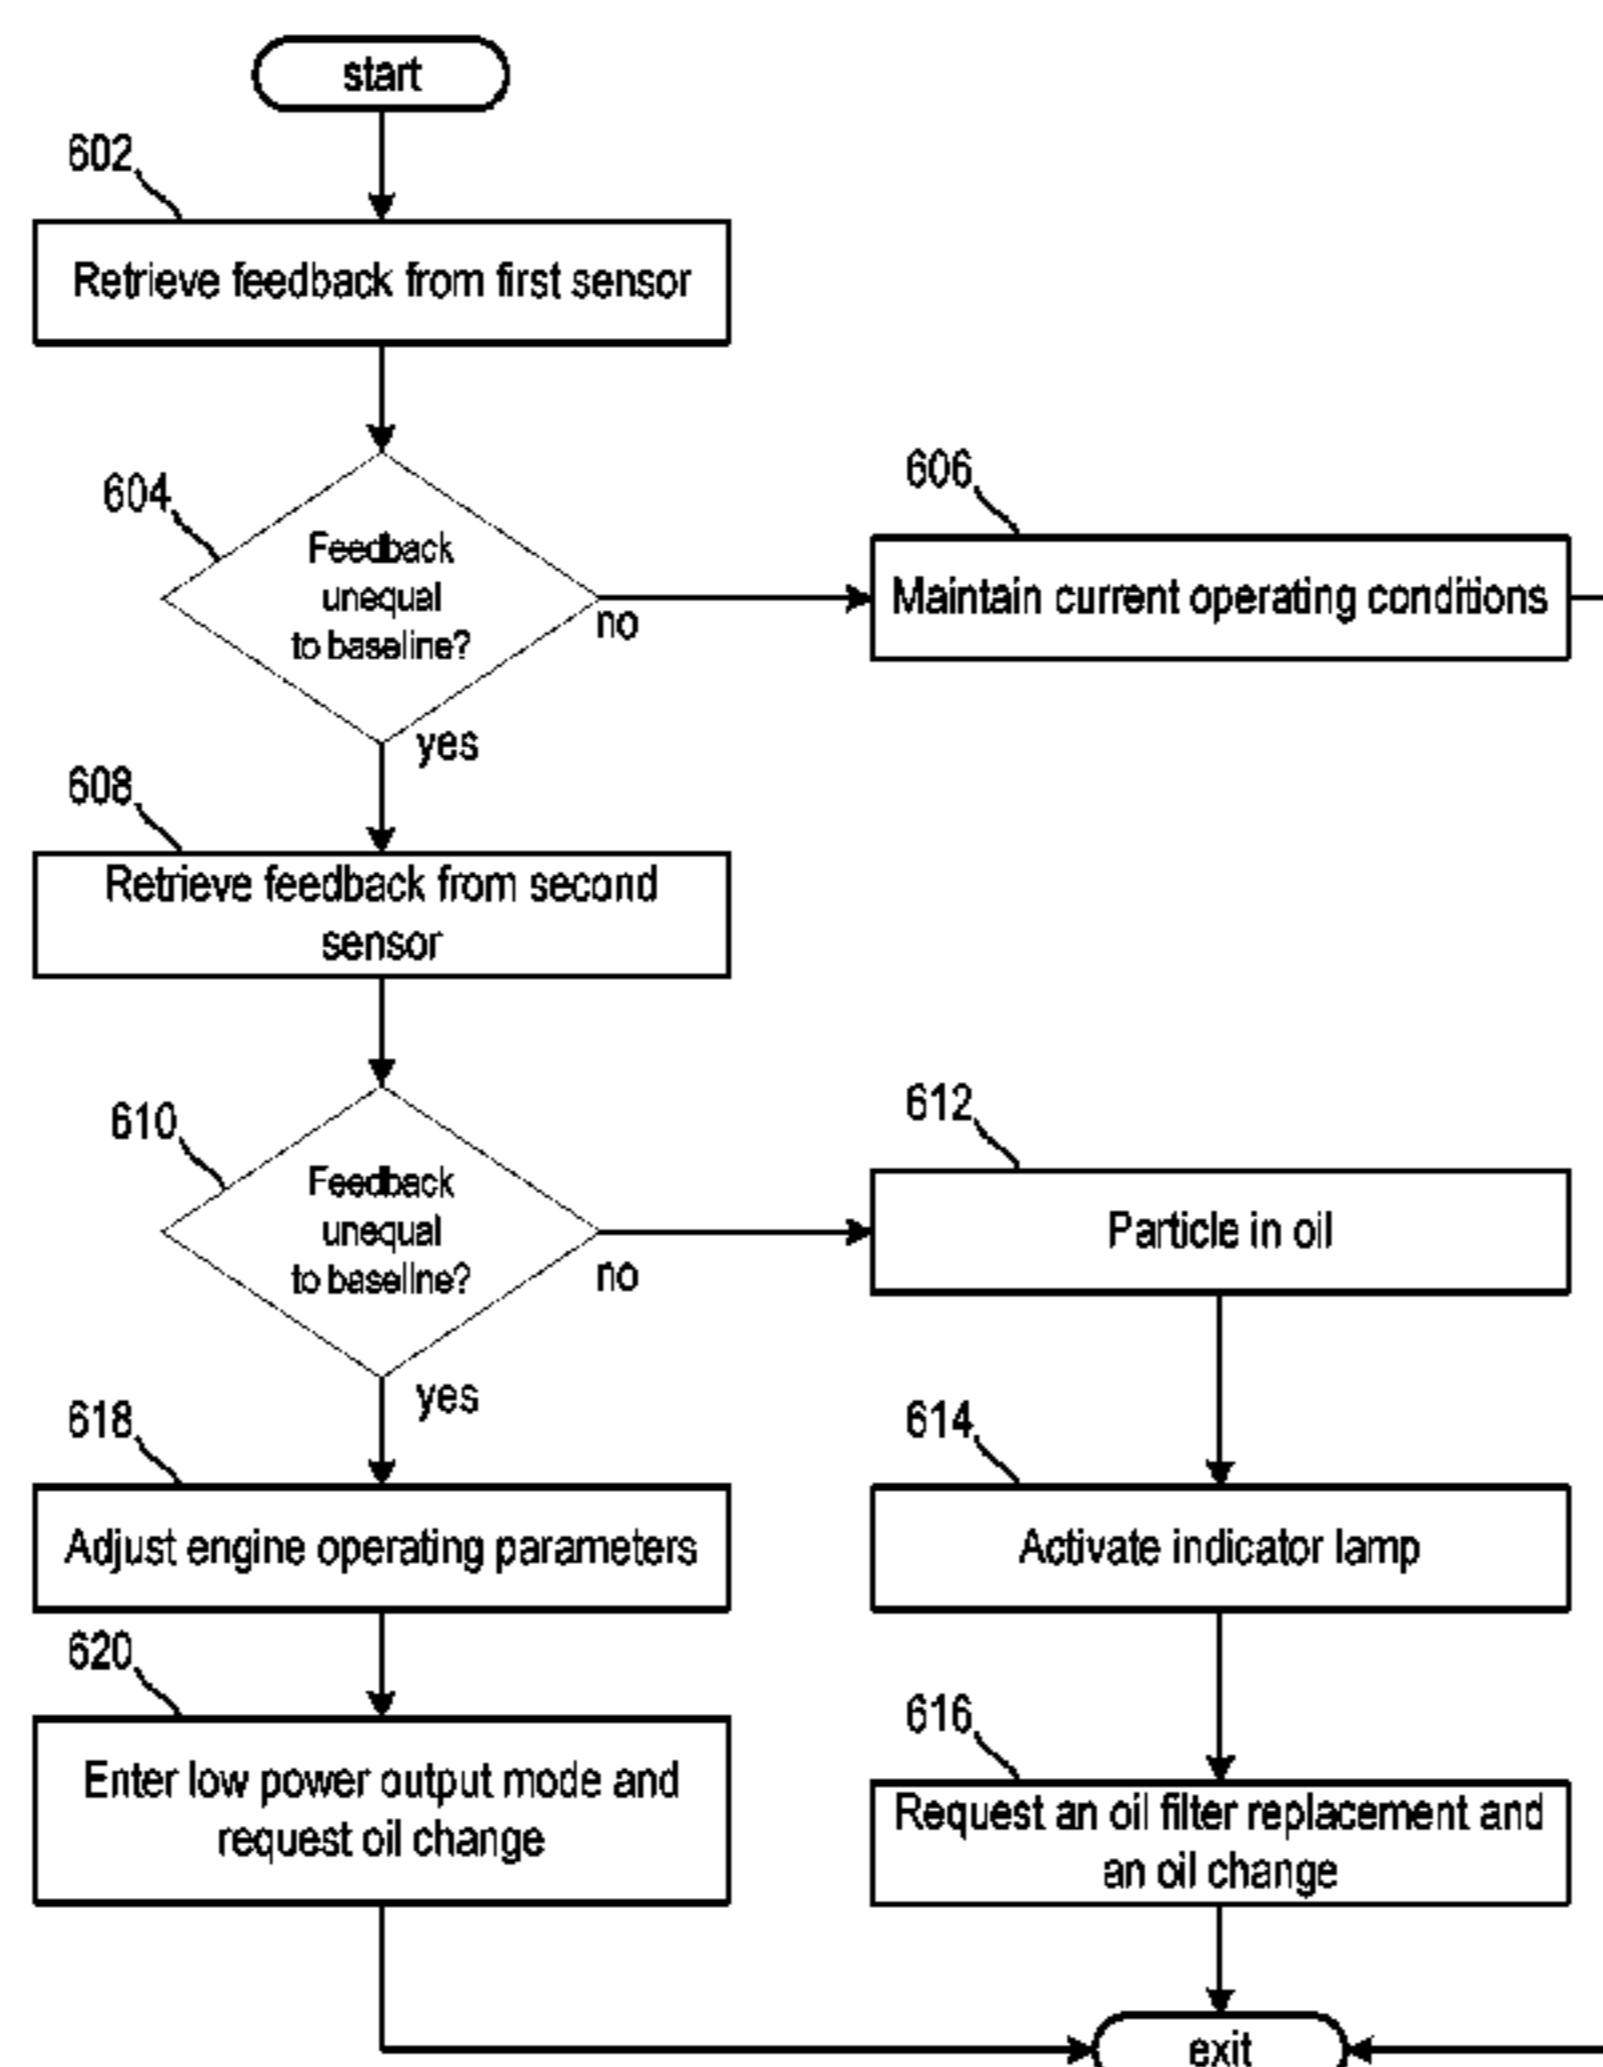 start
602
Retrieve feedback from first sensor
604
Feedback
unequal
to baseline?
no
606
Maintain current operating conditions
yes
608
Retrieve feedback from second
sensor
610
Feedback
unequal
to baseline?
no
612
Particle in oil
yes
618
Adjust engine operating parameters
614
Activate indicator lamp
620
Enter low power output mode and
request oil change
616
Request an oil filter replacement and
an oil change
exit